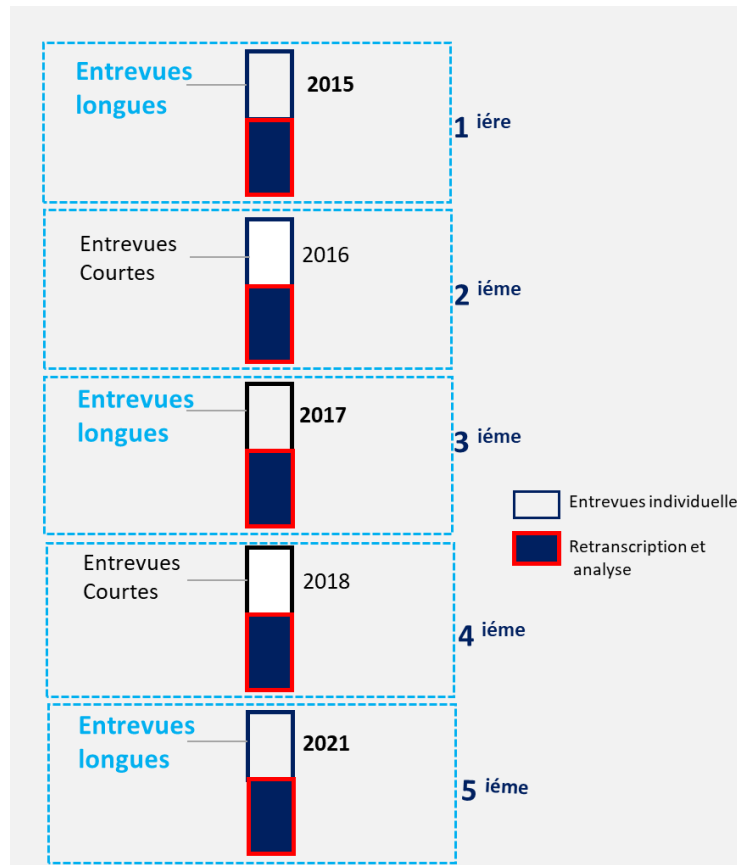 Entrevues
longues
2015
1 iére
Entrevues
Courtes
2016
2 iéme
Entrevues
longues
2017
3 iéme
Entrevues individuelle
Retranscription et
analyse
Entrevues
Courtes
2018
4 iéme
Entrevues
longues
2021
5 iéme